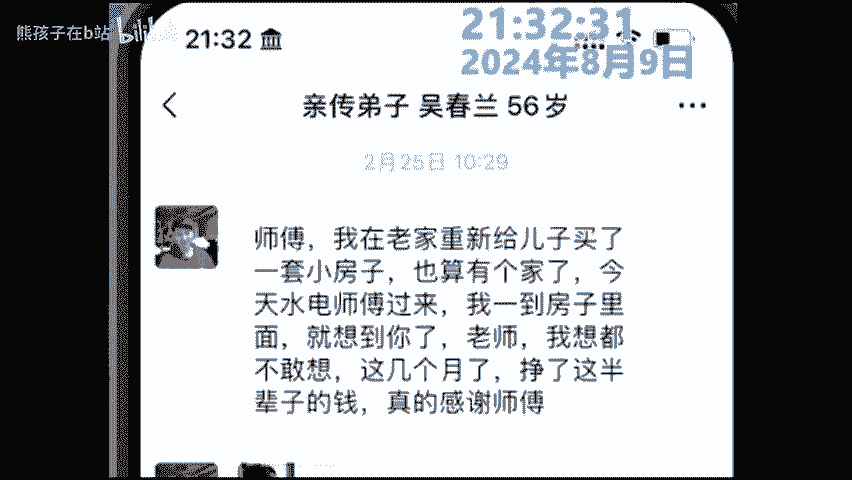 熊孩子在b站 bilibili
21:32
21:32:31
2024年8月9日
亲传弟子 吴春兰 56岁
2月25日 10:29
师傅，我在老家重新给儿子买了
一套小房子，也算有个家了，今
天水电师傅过来，我一到房子里
面，就想到你了，老师，我想都
不敢想，这几个月了，挣了这半
辈子的钱，真的感谢师傅